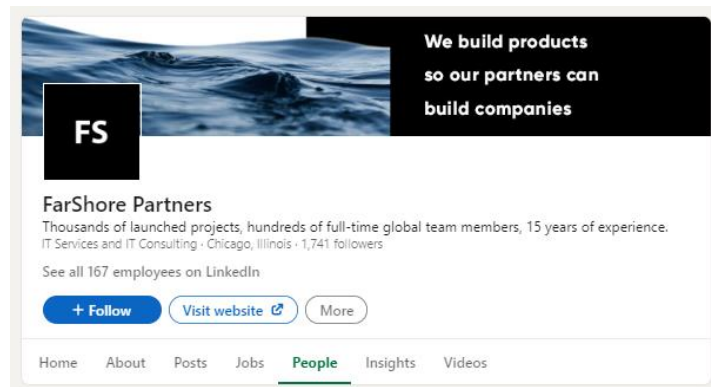 We build products
so our partners can
build companies
FS
FarShore Partners
Thousands of launched projects, hundreds of full-time global team members, 15 years of experience.
IT Services and IT Consulting · Chicago, Illinois · 1,741 followers
See all 167 employees on LinkedIn
+ Follow Visit website More
Home About Posts Jobs People Insights Videos